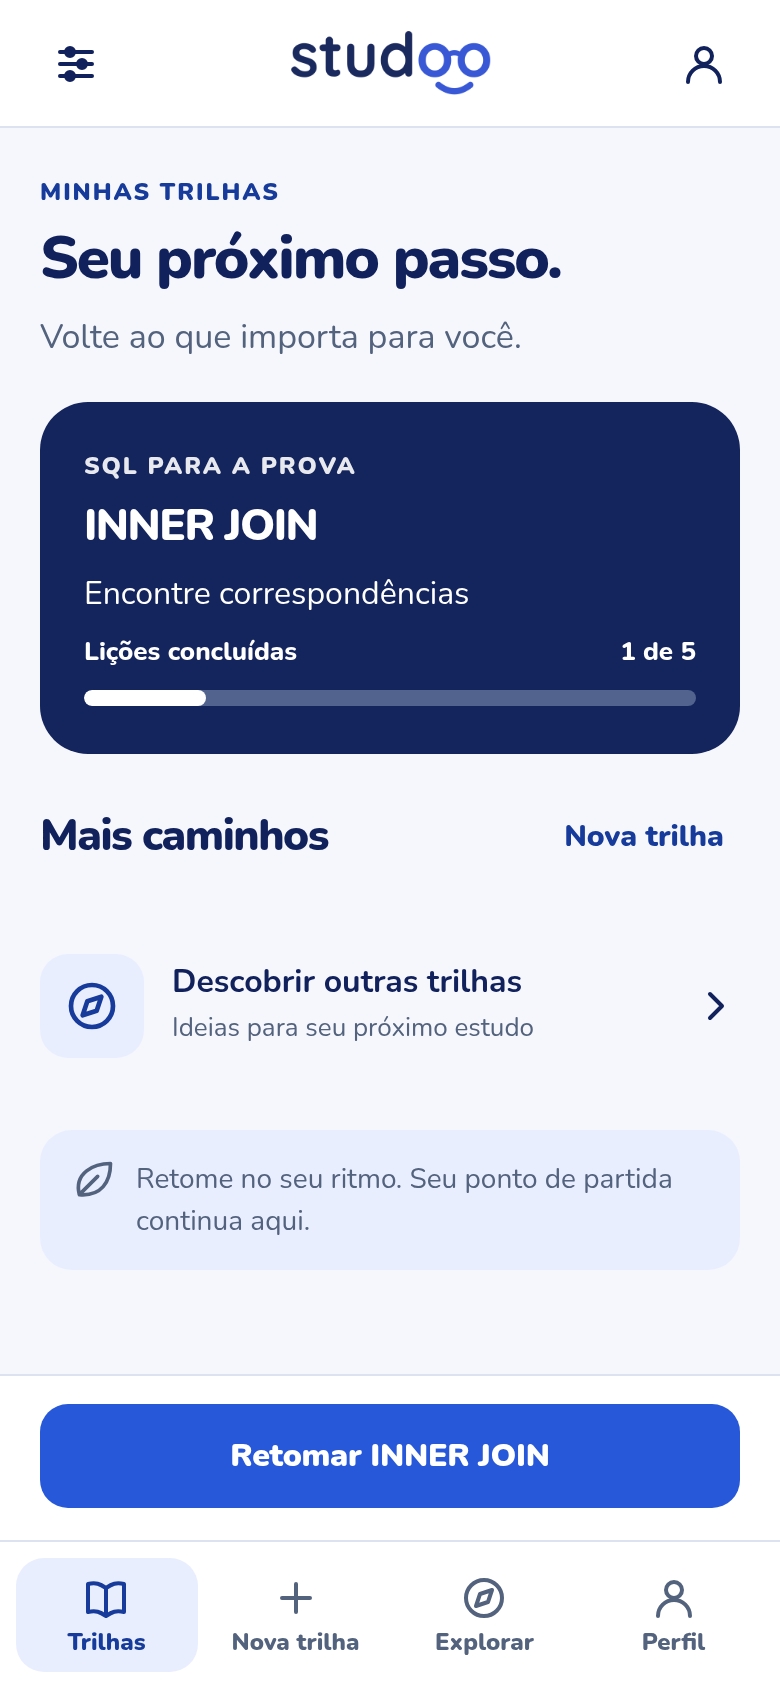 studoo
MINHAS TRILHAS
Seu próximo passo.
Volte ao que importa para você.
SQL PARA A PROVA
INNER JOIN
Encontre correspondências
Lições concluídas 1 de 5
Mais caminhos Nova trilha
Descobrir outras trilhas
Ideias para seu próximo estudo
Retome no seu ritmo. Seu ponto de partida
continua aqui.
Retomar INNER JOIN
Trilhas Nova trilha Explorar Perfil